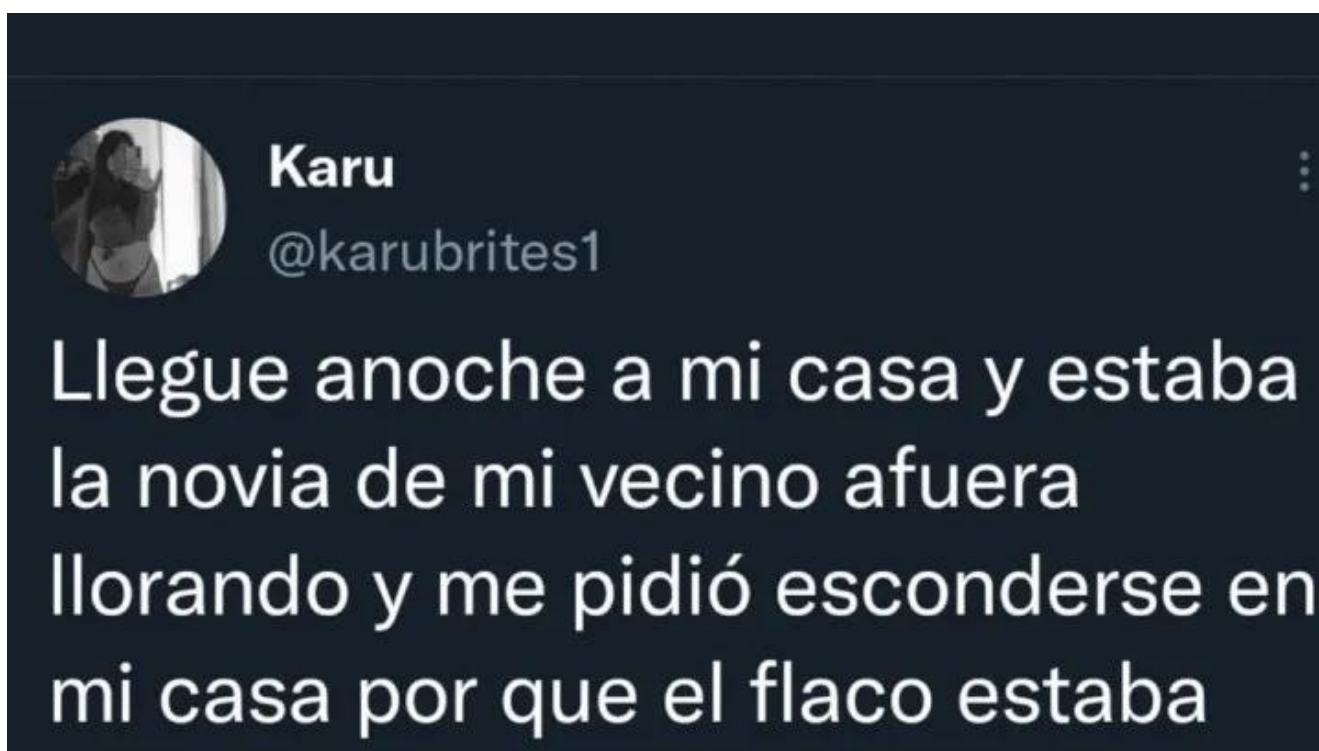 Karu
@karubrites1
Llegue anoche a mi casa y estaba
la novia de mi vecino afuera
llorando y me pidió esconderse en
mi casa por que el flaco estaba